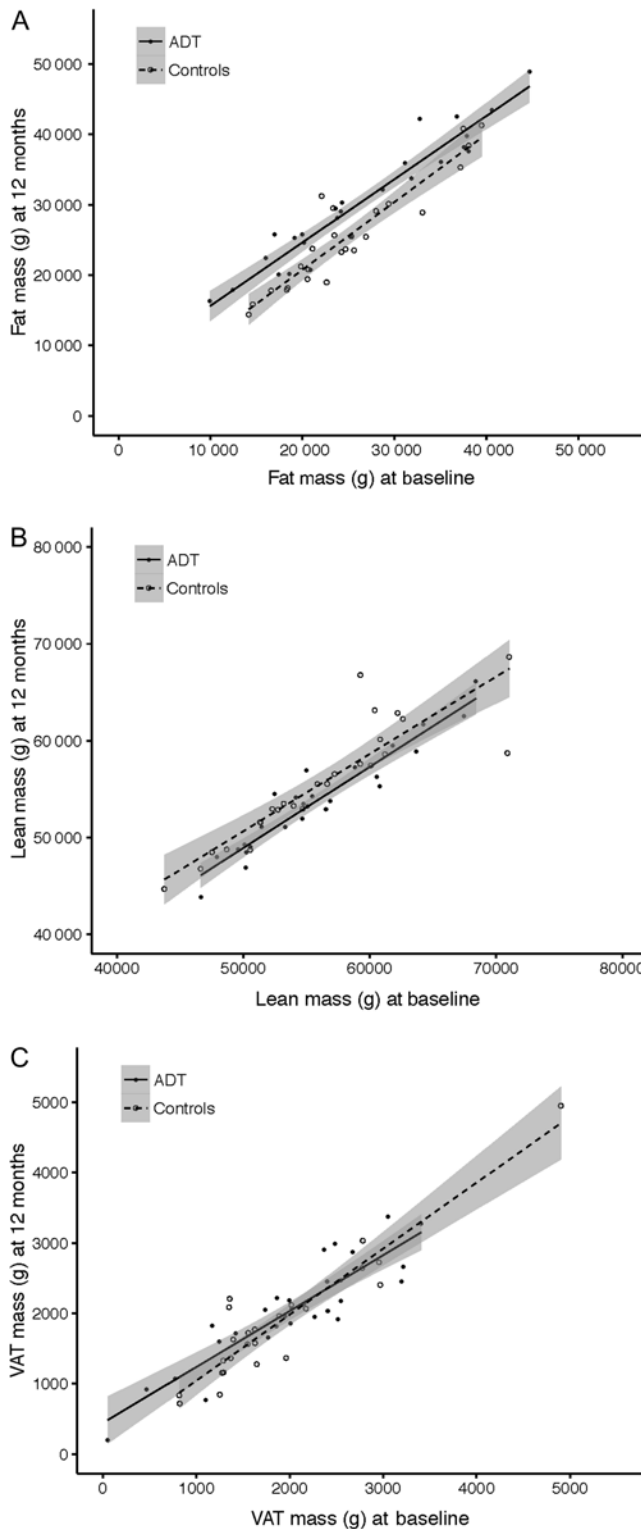 A
ADT
Controls
Fat mass (g) at 12 months
50 000
40 000
30 000
20 000
10 000
0
0 10 000 20 000 30 000 40 000 50 000
Fat mass (g) at baseline
B
ADT
Controls
Lean mass (g) at 12 months
80 000
70 000
60 000
50 000
40 000
40000 50000 60000 70000 80000
Lean mass (g) at baseline
C
ADT
Controls
VAT mass (g) at 12 months
5000
4000
3000
2000
1000
0
0 1000 2000 3000 4000 5000
VAT mass (g) at baseline